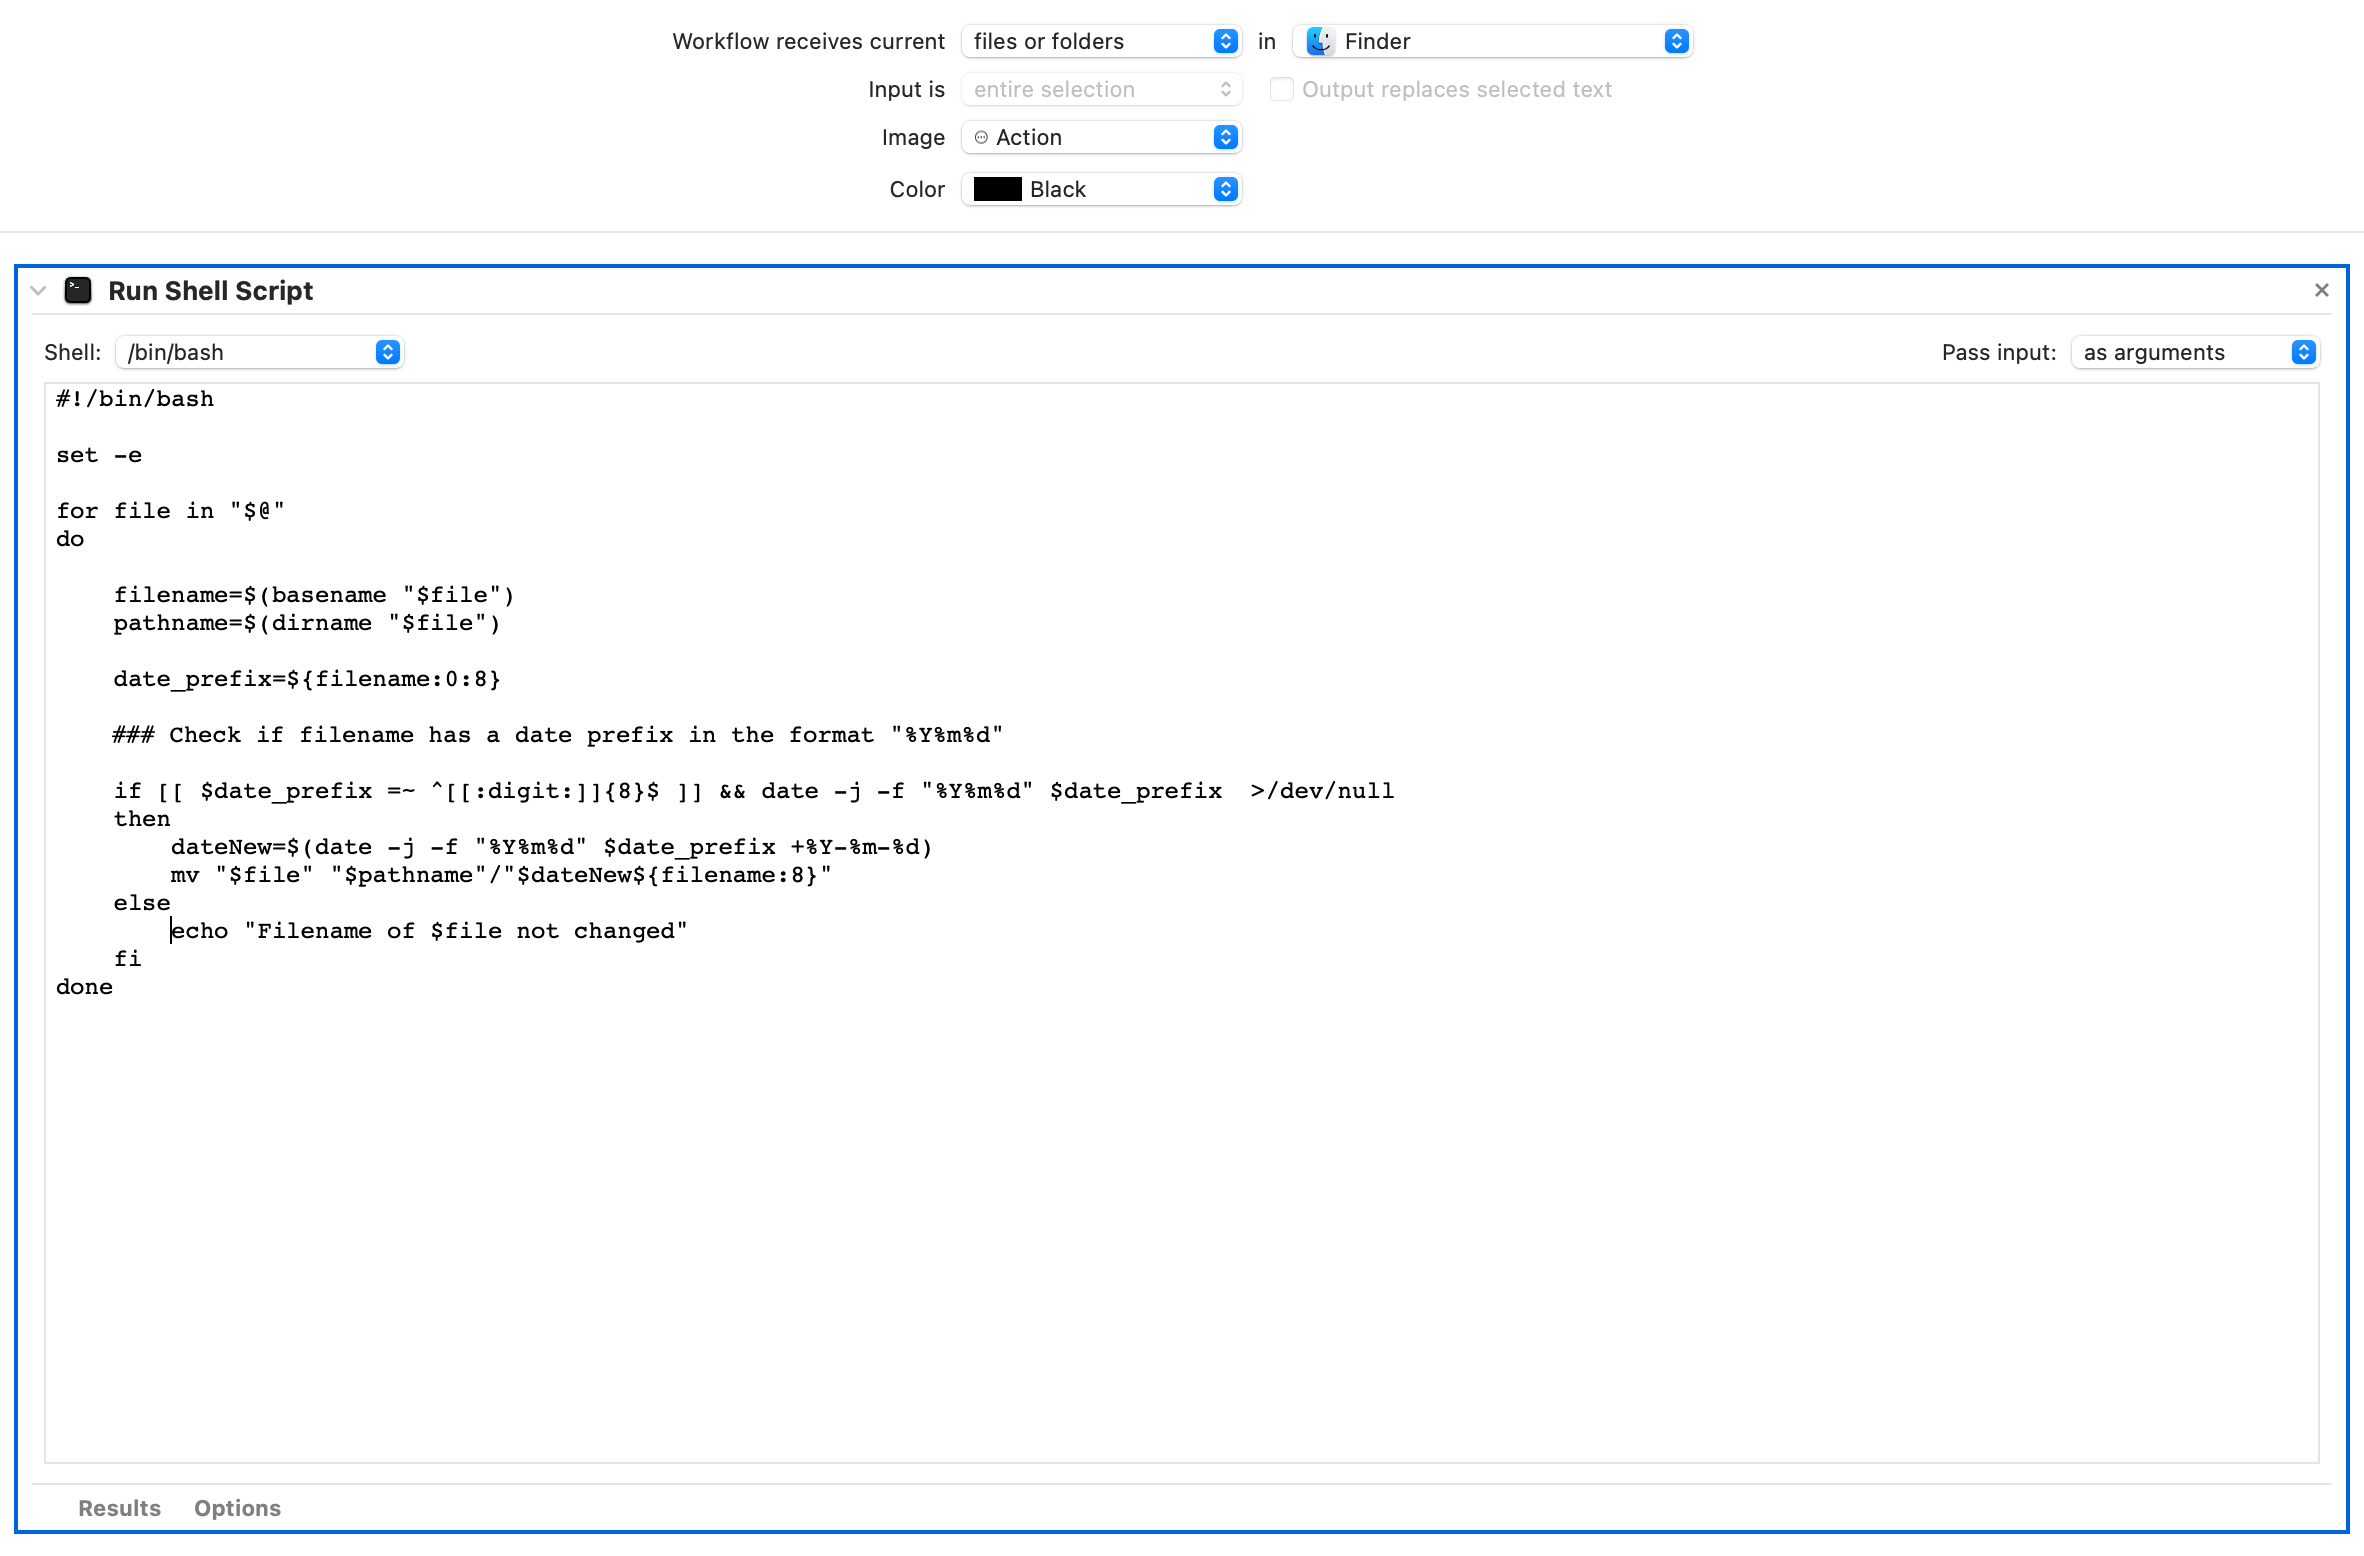 Workflow receives current files or folders in Finder
Input is entire selection Output replaces selected text
Image Action
Color Black
Run Shell Script
Shell: /bin/bash Pass input: as arguments
#!/bin/bash
set -e
for file in "$@"
do
filename=$(basename "$file")
pathname=$(dirname "$file")
date_prefix=${filename:0:8}
### Check if filename has a date prefix in the format "%Y%m%d"
if [[ $date_prefix =~ ^[[:digit:]]{8}$ ]] && date -j -f "%Y%m%d" $date_prefix  >/dev/null
then
dateNew=$(date -j -f "%Y%m%d" $date_prefix +%Y-%m-%d)
mv "$file" "$pathname"/"$dateNew${filename:8}"
else
echo "Filename of $file not changed"
fi
done
Results Options